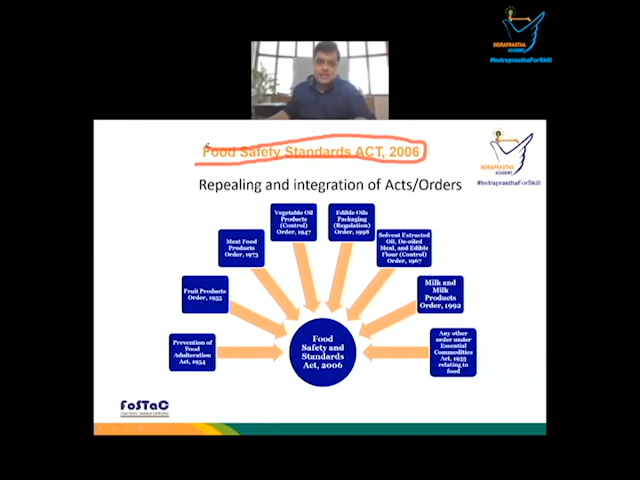 INDRAPRASTHA
ACADEMY
#IndraprasthaForSkill
Food Safety Standards ACT, 2006
INDRAPRASTHA
ACADEMY
#IndraprasthaForSkill
Repealing and integration of Acts/Orders
Prevention of
Food
Adulteration
Act, 1954
Fruit Products
Order, 1955
Meat Food
Products
Order, 1973
Vegetable Oil
Products
(Control)
Order, 1947
Edible Oils
Packaging
(Regulation)
Order, 1998
Solvent Extracted
Oil, De-oiled
Meal, and Edible
Flour (Control)
Order, 1967
Milk and
Milk
Products
Order, 1992
Any other
order under
Essential
Commodities
Act, 1955
relating to
food
Food
Safety and
Standards
Act, 2006
FoSTaC